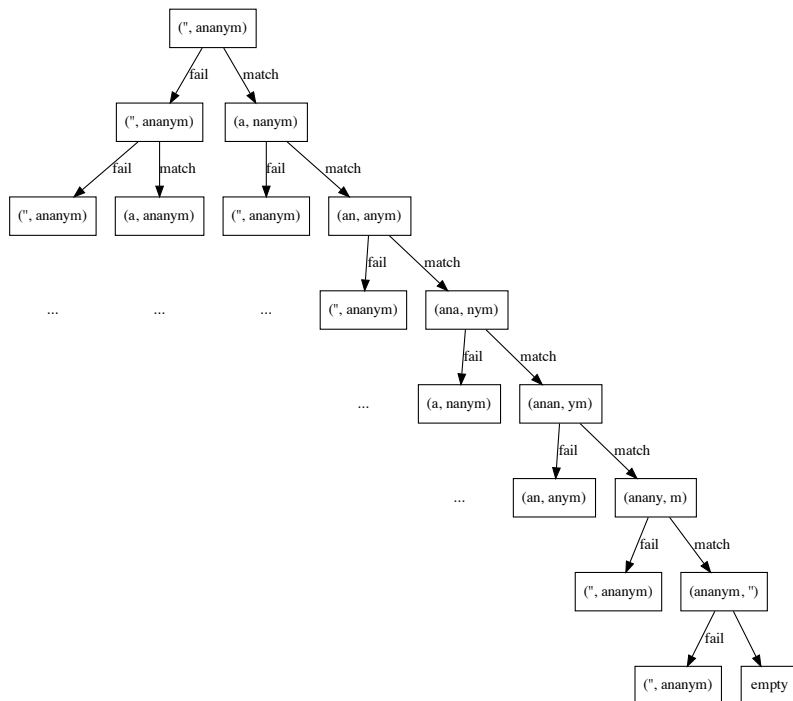 ('', ananym)
fail match
('', ananym) (a, nanym)
fail match fail match
('', ananym) (a, ananym) ('', ananym) (an, anym)
fail match
... ... ... ('', ananym) (ana, nym)
fail match
... (a, nanym) (anan, ym)
fail match
... (an, anym) (anany, m)
fail match
('', ananym) (ananym, '')
fail
('', ananym) empty